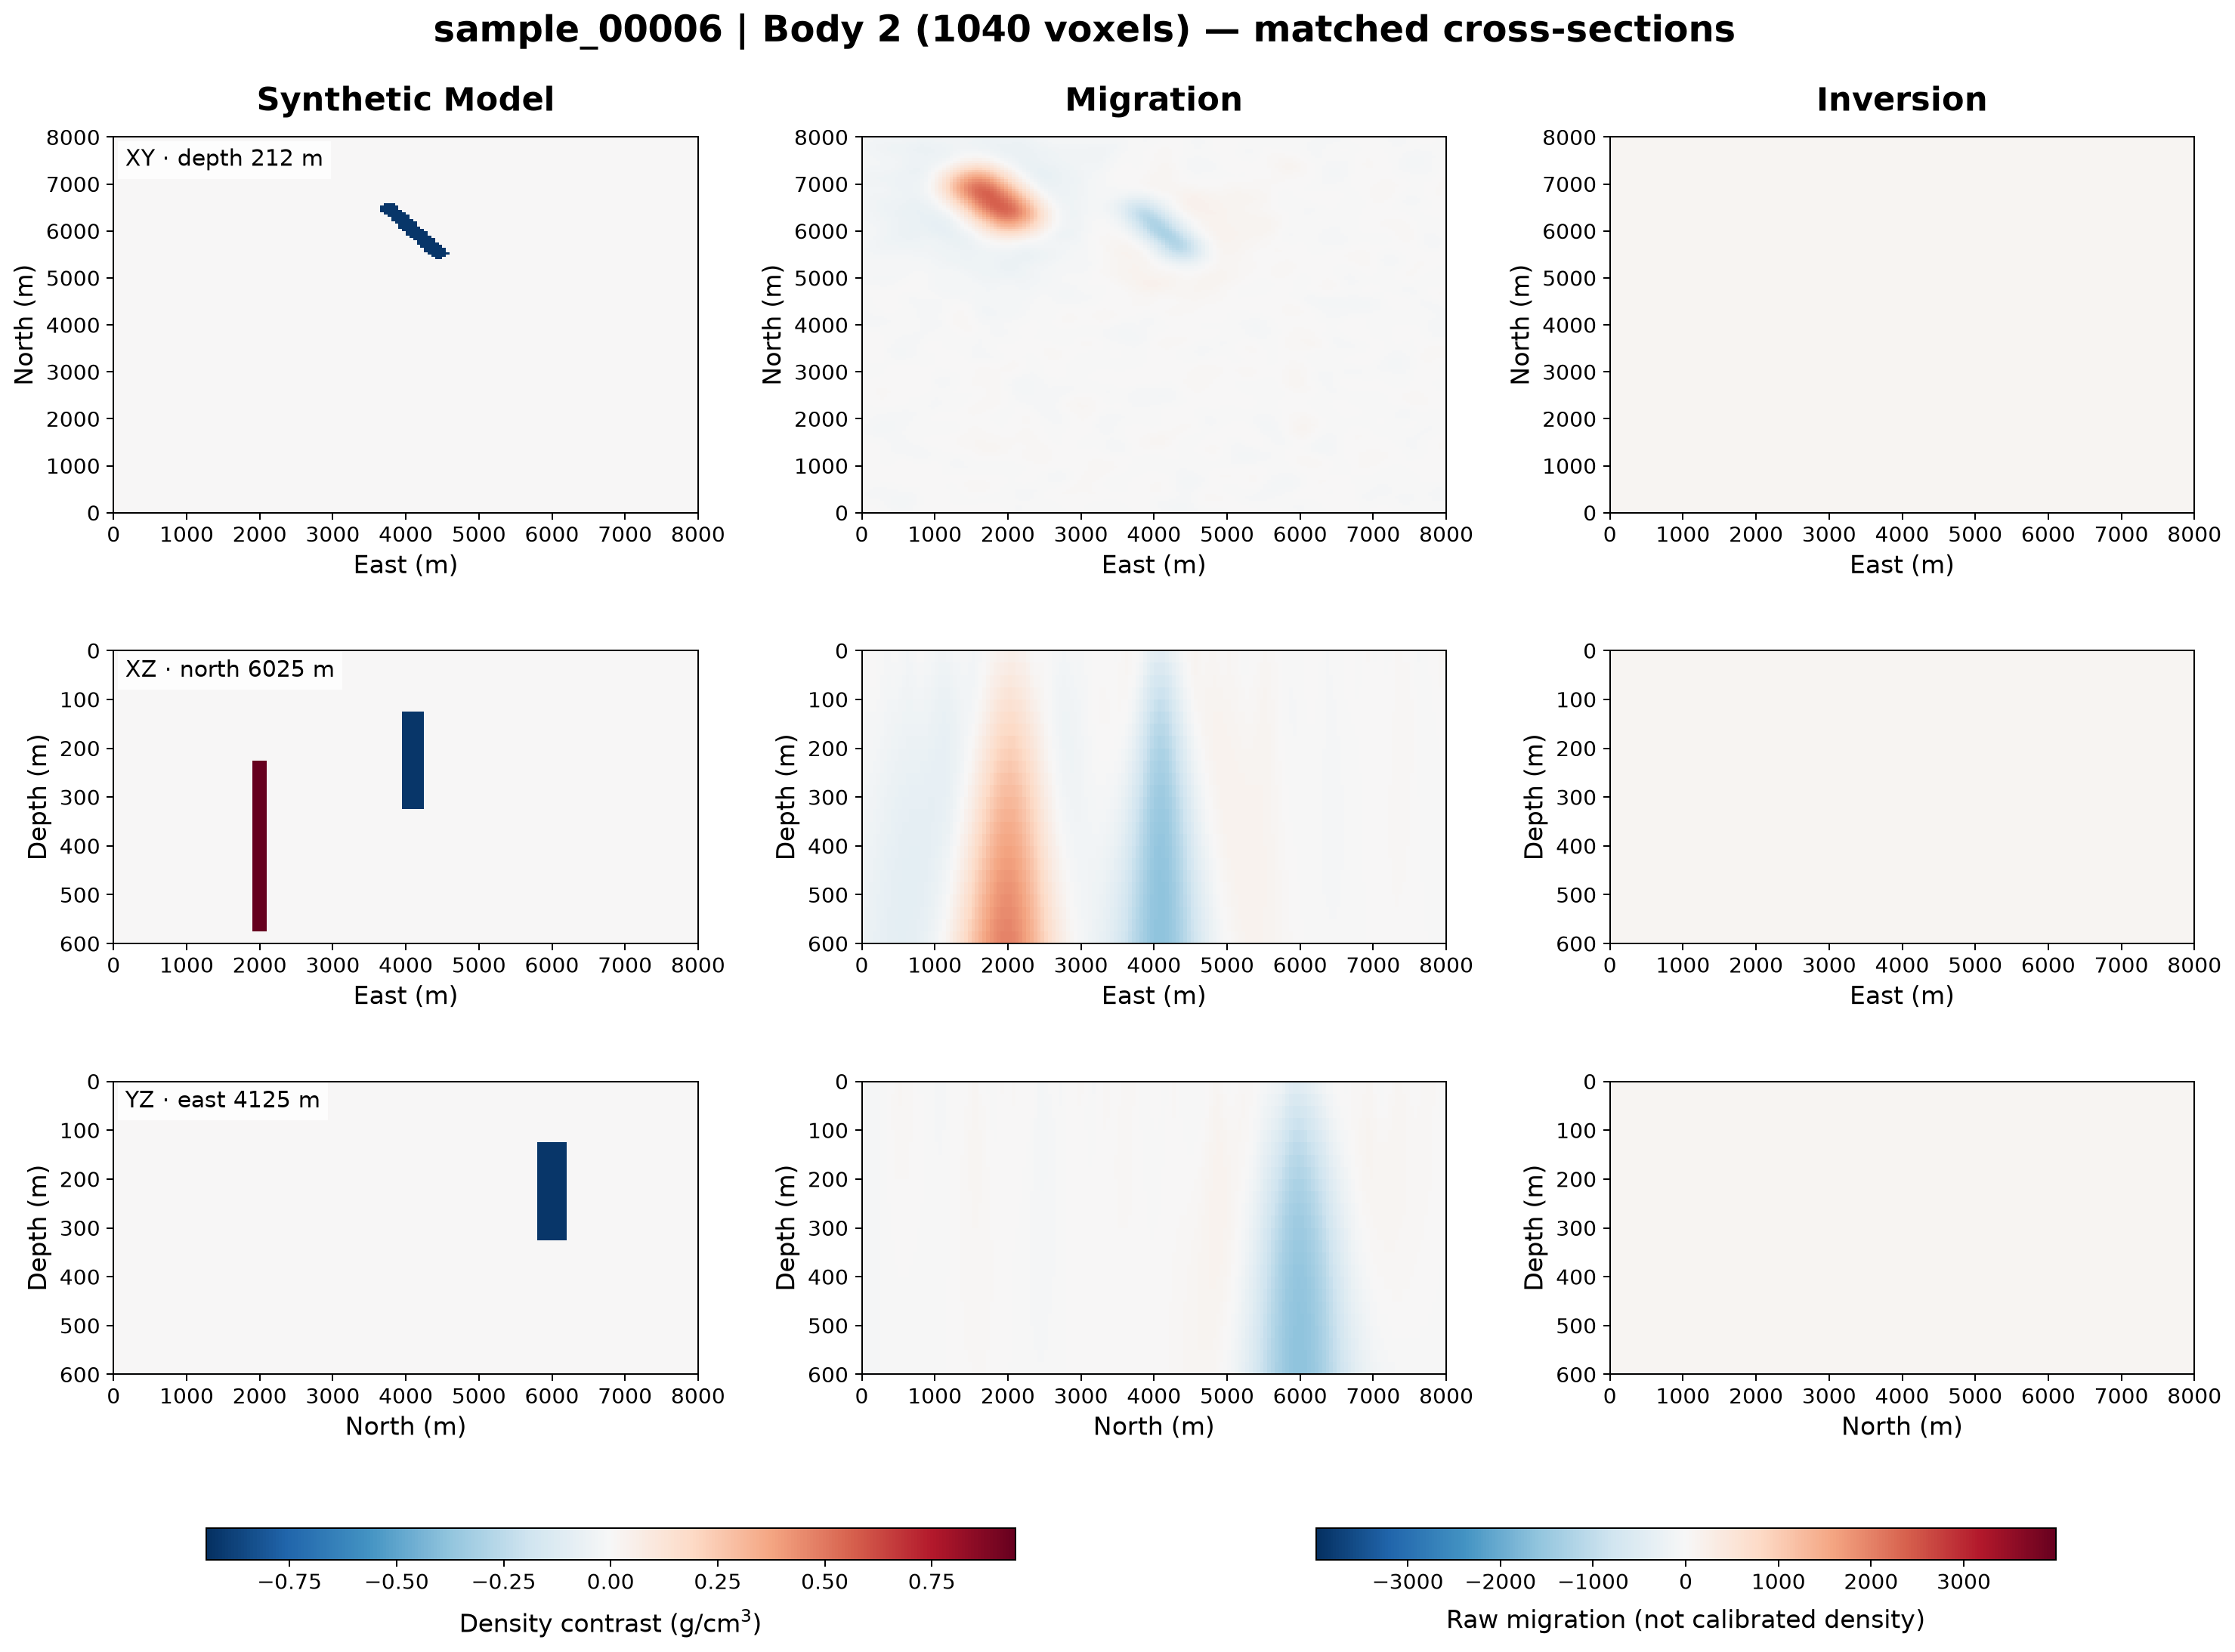 sample_00006 | Body 2 (1040 voxels) — matched cross-sections
Synthetic Model
Migration
Inversion
XY · depth 212 m
8000
7000
6000
5000
4000
3000
2000
1000
0
North (m)
0 1000 2000 3000 4000 5000 6000 7000 8000
East (m)
8000
7000
6000
5000
4000
3000
2000
1000
0
North (m)
0 1000 2000 3000 4000 5000 6000 7000 8000
East (m)
8000
7000
6000
5000
4000
3000
2000
1000
0
North (m)
0 1000 2000 3000 4000 5000 6000 7000 8000
East (m)
XZ · north 6025 m
0
100
200
300
400
500
600
Depth (m)
0 1000 2000 3000 4000 5000 6000 7000 8000
East (m)
0
100
200
300
400
500
600
Depth (m)
0 1000 2000 3000 4000 5000 6000 7000 8000
East (m)
0
100
200
300
400
500
600
Depth (m)
0 1000 2000 3000 4000 5000 6000 7000 8000
East (m)
YZ · east 4125 m
0
100
200
300
400
500
600
Depth (m)
0 1000 2000 3000 4000 5000 6000 7000 8000
North (m)
0
100
200
300
400
500
600
Depth (m)
0 1000 2000 3000 4000 5000 6000 7000 8000
North (m)
0
100
200
300
400
500
600
Depth (m)
0 1000 2000 3000 4000 5000 6000 7000 8000
North (m)
−0.75 −0.50 −0.25 0.00 0.25 0.50 0.75
Density contrast (g/cm³)
−3000 −2000 −1000 0 1000 2000 3000
Raw migration (not calibrated density)